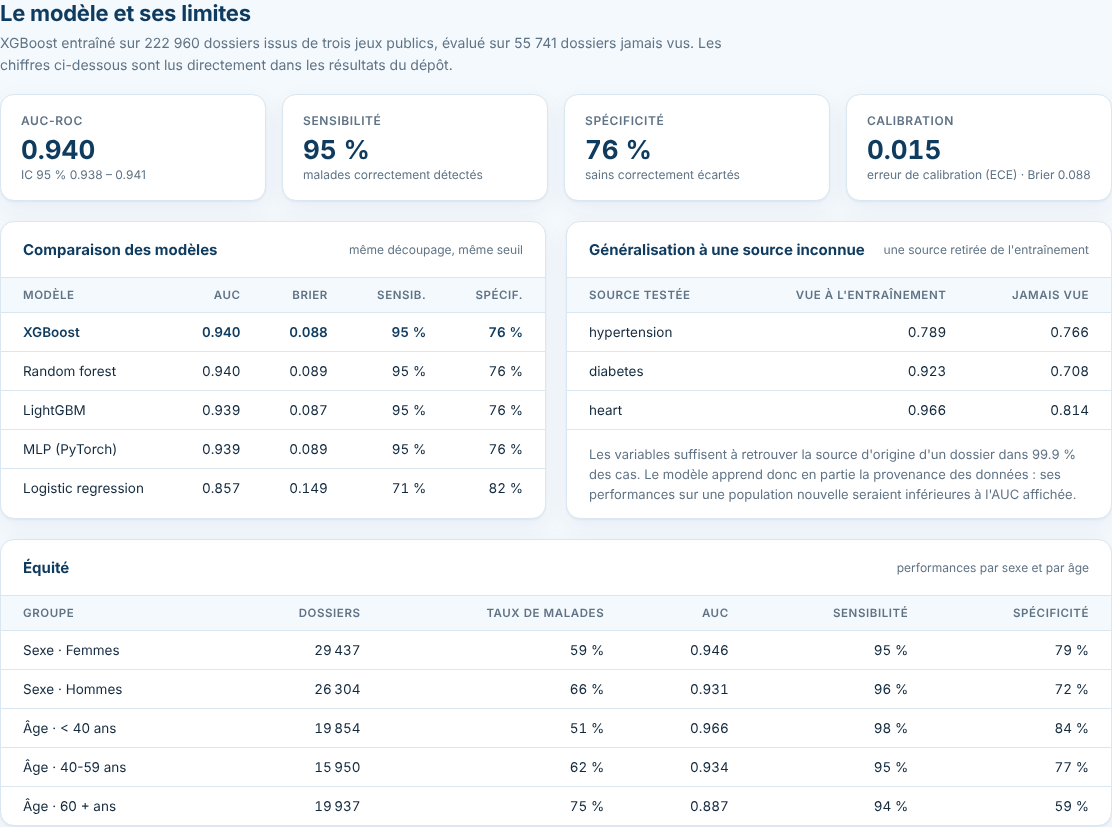 Le modèle et ses limites
XGBoost entraîné sur 222 960 dossiers issus de trois jeux publics, évalué sur 55 741 dossiers jamais vus. Les
chiffres ci-dessous sont lus directement dans les résultats du dépôt.
AUC-ROC
0.940
IC 95 % 0.938 – 0.941
SENSIBILITÉ
95 %
malades correctement détectés
SPÉCIFICITÉ
76 %
sains correctement écartés
CALIBRATION
0.015
erreur de calibration (ECE) · Brier 0.088
Comparaison des modèles même découpage, même seuil
MODÈLE AUC BRIER SENSIB. SPÉCIF.
XGBoost 0.940 0.088 95 % 76 %
Random forest 0.940 0.089 95 % 76 %
LightGBM 0.939 0.087 95 % 76 %
MLP (PyTorch) 0.939 0.089 95 % 76 %
Logistic regression 0.857 0.149 71 % 82 %
Généralisation à une source inconnue une source retirée de l'entraînement
SOURCE TESTÉE VUE À L'ENTRAÎNEMENT JAMAIS VUE
hypertension 0.789 0.766
diabetes 0.923 0.708
heart 0.966 0.814
Les variables suffisent à retrouver la source d'origine d'un dossier dans 99.9 %
des cas. Le modèle apprend donc en partie la provenance des données : ses
performances sur une population nouvelle seraient inférieures à l'AUC affichée.
Équité performances par sexe et par âge
GROUPE DOSSIERS TAUX DE MALADES AUC SENSIBILITÉ SPÉCIFICITÉ
Sexe · Femmes 29 437 59 % 0.946 95 % 79 %
Sexe · Hommes 26 304 66 % 0.931 96 % 72 %
Âge · < 40 ans 19 854 51 % 0.966 98 % 84 %
Âge · 40-59 ans 15 950 62 % 0.934 95 % 77 %
Âge · 60 + ans 19 937 75 % 0.887 94 % 59 %